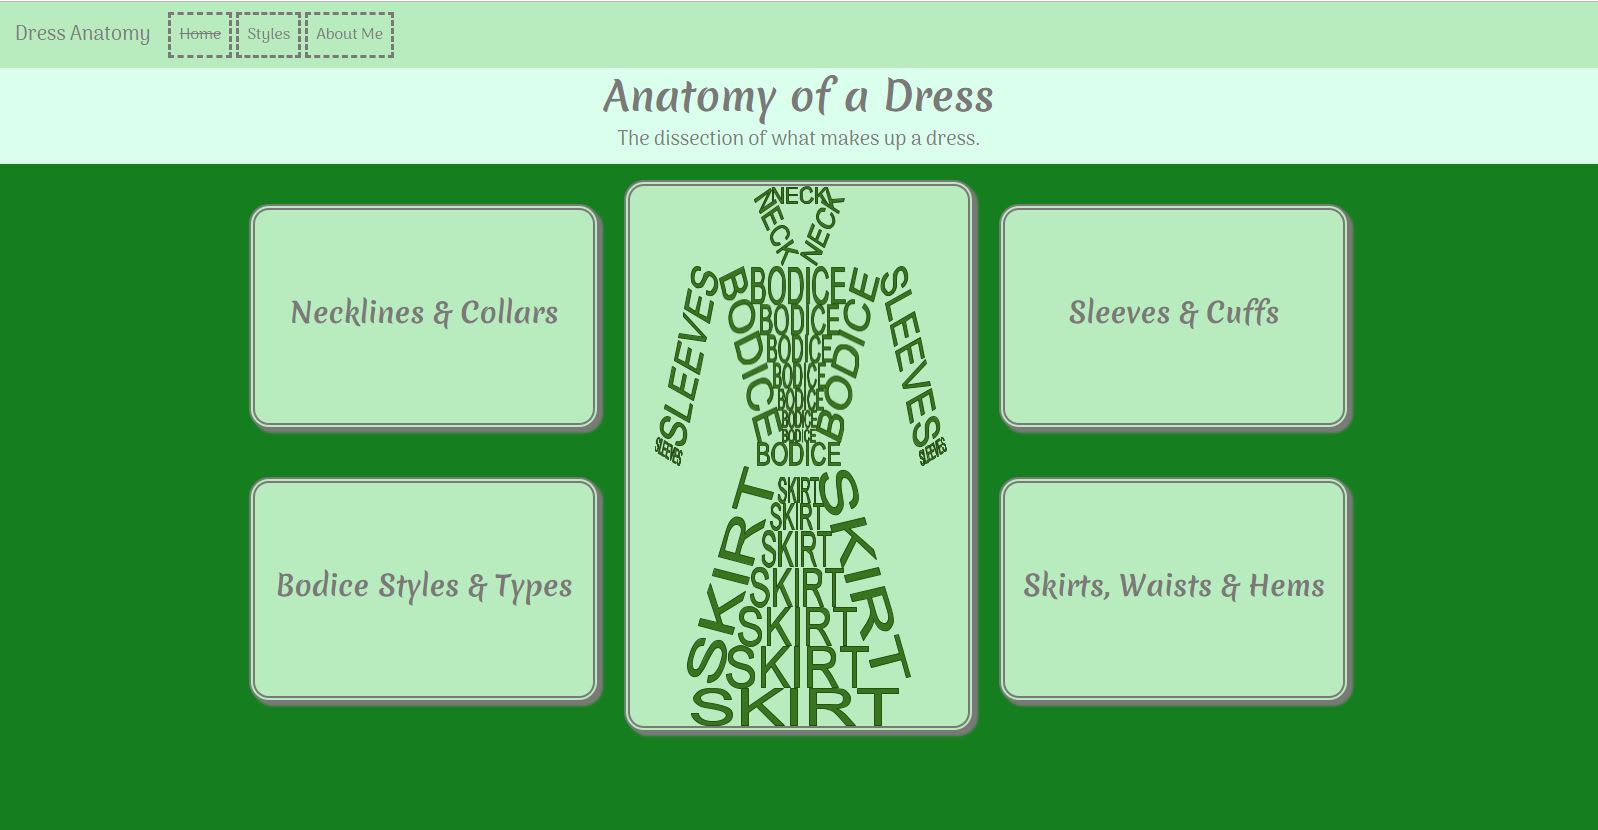 Dress Anatomy Home Styles About Me
Anatomy of a Dress
The dissection of what makes up a dress.
Necklines & Collars
Bodice Styles & Types
NECK
NECK NECK
SLEEVES BODICE BODICE BODICE SLEEVES
BODICE
BODICE
BODICE
BODICE
BODICE
BODICE
SLEEVES BODICE SLEEVES
SKIRT SKIRT SKIRT
SKIRT
SKIRT
SKIRT
SKIRT
SKIRT
SKIRT
Sleeves & Cuffs
Skirts, Waists & Hems